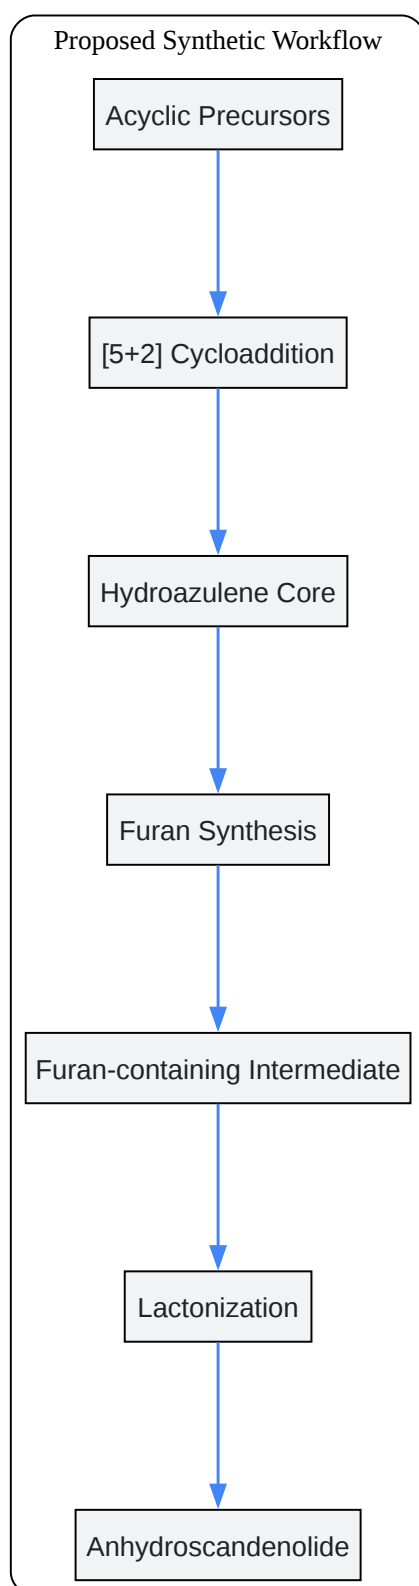 Proposed Synthetic Workflow
Acyclic Precursors
[5+2] Cycloaddition
Hydroazulene Core
Furan Synthesis
Furan-containing Intermediate
Lactonization
Anhydroscandenolide